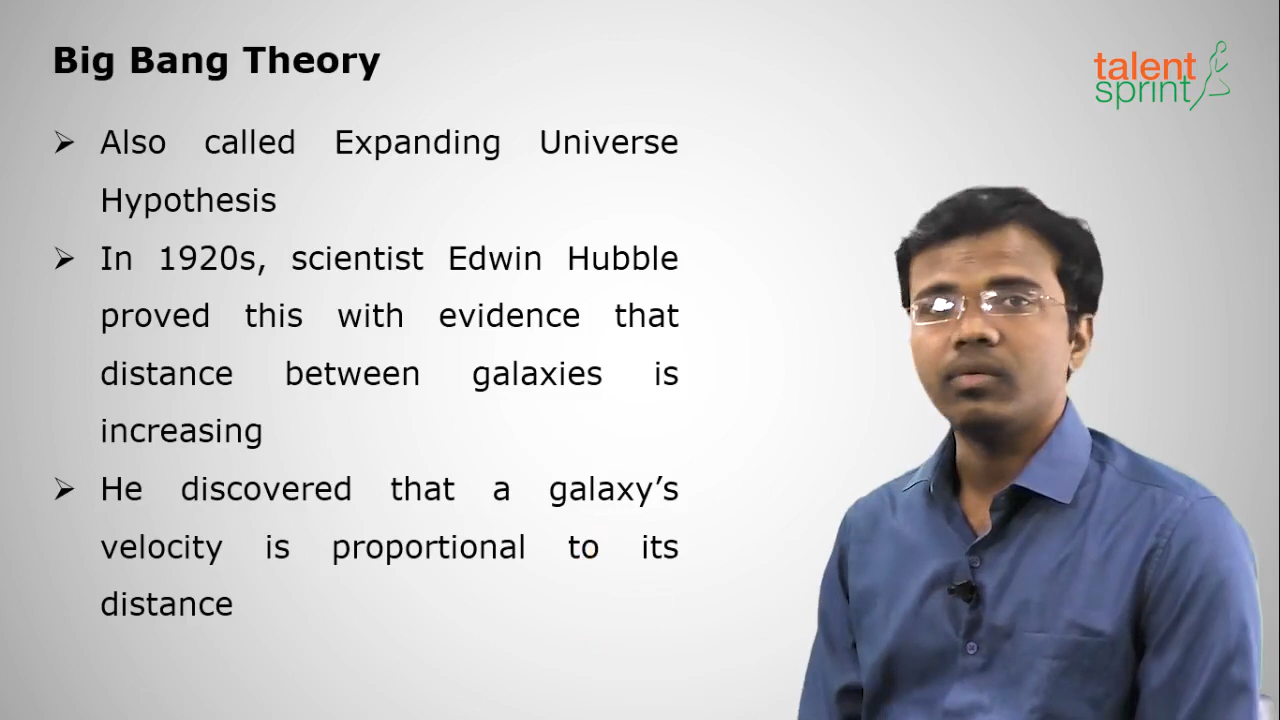 Big Bang Theory
talent
sprint
➢ Also called Expanding Universe
Hypothesis
➢ In 1920s, scientist Edwin Hubble
proved this with evidence that
distance between galaxies is
increasing
➢ He discovered that a galaxy’s
velocity is proportional to its
distance